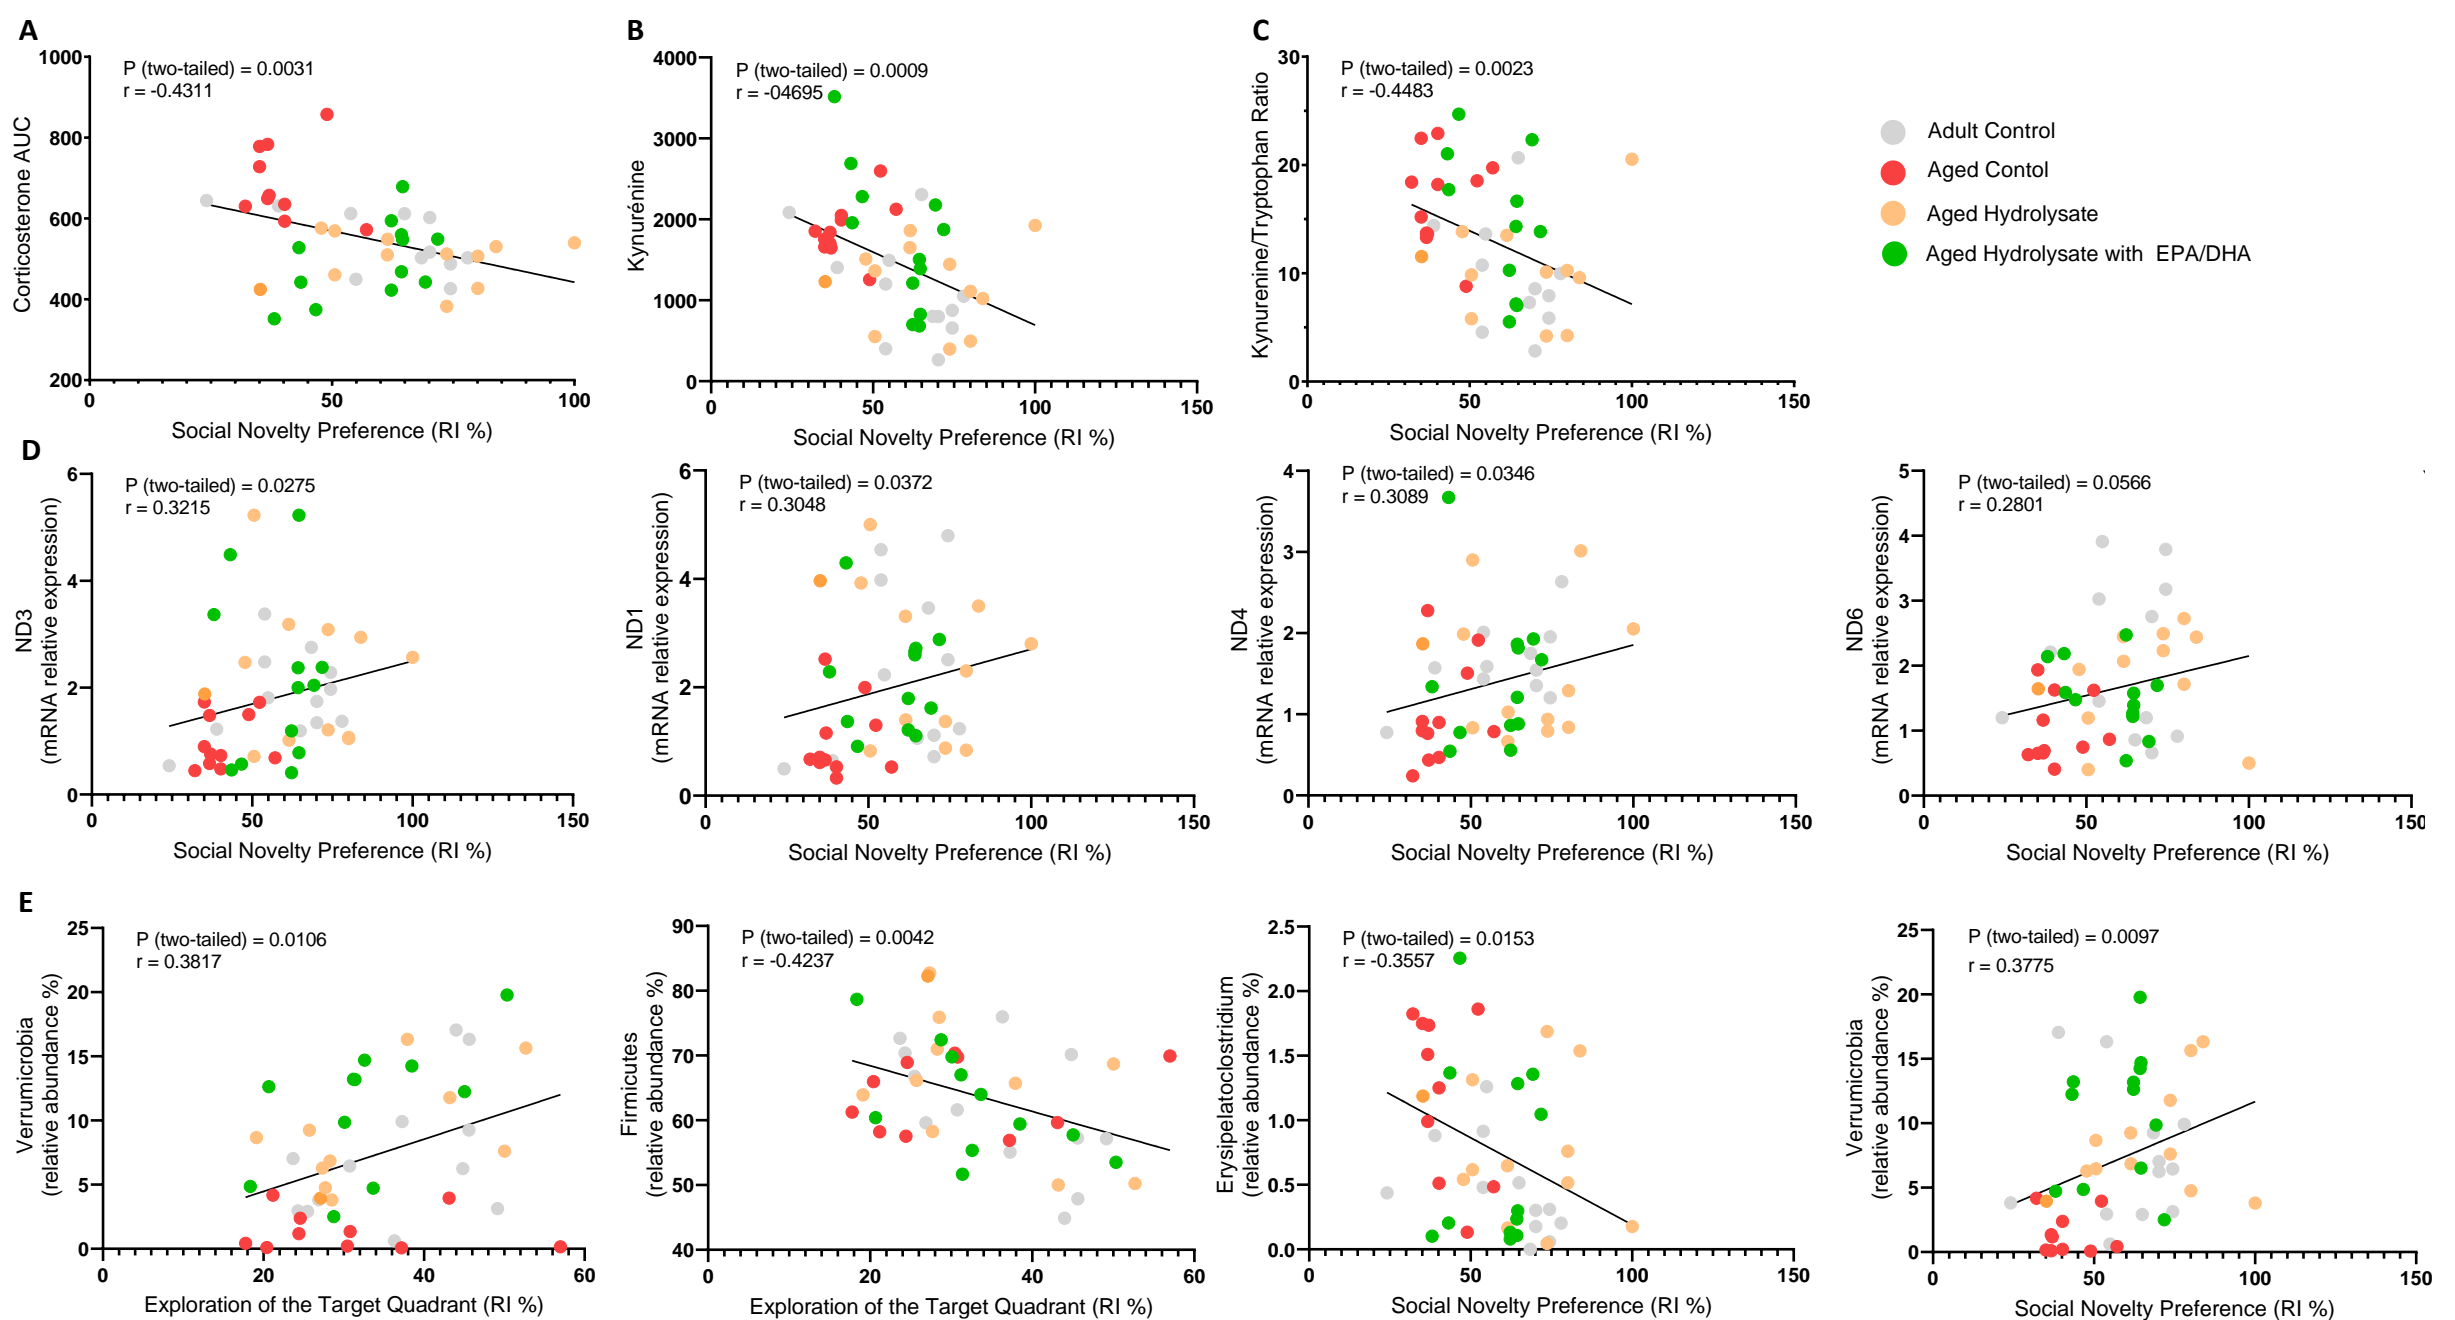 A
1000
800
600
400
200
0
50
100
P (two-tailed) = 0.0031
r = -0.4311
Corticosterone AUC
Social Novelty Preference (RI %)
B
4000
3000
2000
1000
0
0
50
100
150
P (two-tailed) = 0.0009
r = -04695
Kynurénine
Social Novelty Preference (RI %)
C
30
20
10
0
0
50
100
150
P (two-tailed) = 0.0023
r = -0.4483
Kynurenine/Tryptophan Ratio
Social Novelty Preference (RI %)
Adult Control
Aged Contol
Aged Hydrolysate
Aged Hydrolysate with EPA/DHA
D
6
4
2
0
0
50
100
150
P (two-tailed) = 0.0275
r = 0.3215
ND3
(mRNA relative expression)
Social Novelty Preference (RI %)
6
4
2
0
0
50
100
150
P (two-tailed) = 0.0372
r = 0.3048
ND1
(mRNA relative expression)
Social Novelty Preference (RI %)
4
3
2
1
0
0
50
100
150
P (two-tailed) = 0.0346
r = 0.3089
ND4
(mRNA relative expression)
Social Novelty Preference (RI %)
5
4
3
2
1
0
0
50
100
150
P (two-tailed) = 0.0566
r = 0.2801
ND6
(mRNA relative expression)
Social Novelty Preference (RI %)
E
25
20
15
10
5
0
0
20
40
60
P (two-tailed) = 0.0106
r = 0.3817
Verrumicrobia
(relative abundance %)
Exploration of the Target Quadrant (RI %)
90
80
70
60
50
40
0
20
40
60
P (two-tailed) = 0.0042
r = -0.4237
Firmicutes
(relative abundance %)
Exploration of the Target Quadrant (RI %)
2.5
2.0
1.5
1.0
0.5
0.0
0
50
100
150
P (two-tailed) = 0.0153
r = -0.3557
Erysipelatoclostridium
(relative abundance %)
Social Novelty Preference (RI %)
25
20
15
10
5
0
0
50
100
150
P (two-tailed) = 0.0097
r = 0.3775
Verrumicrobia
(relative abundance %)
Social Novelty Preference (RI %)